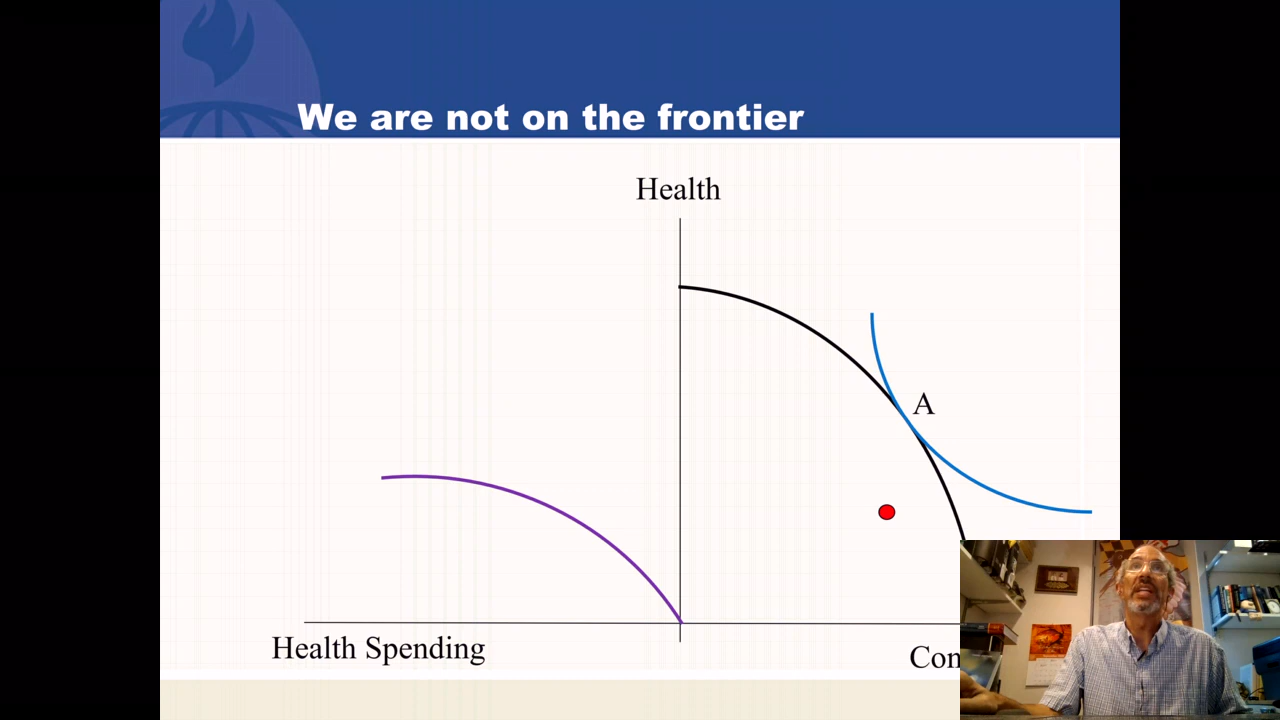 We are not on the frontier
Health
A
Health Spending
Con